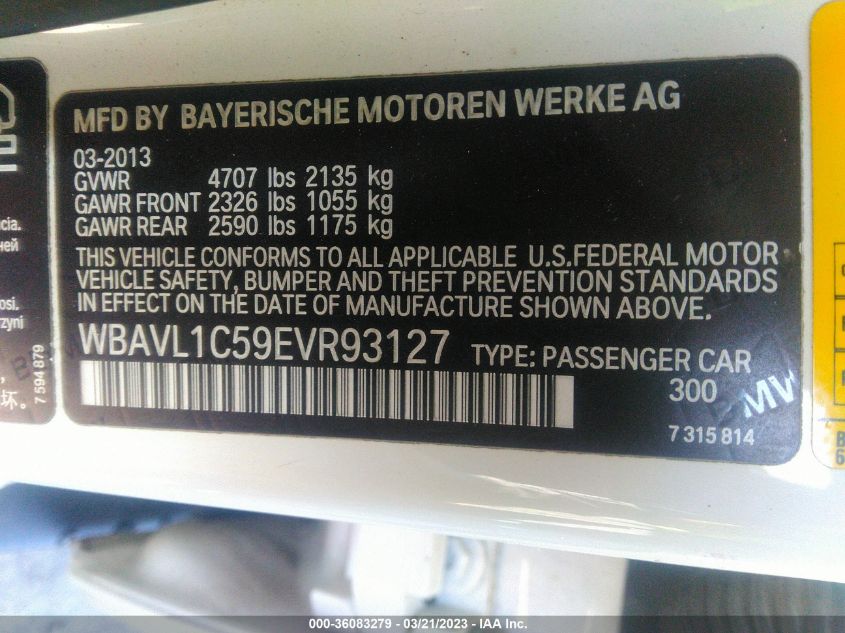 MFD BY BAYERISCHE MOTOREN WERKE AG
03-2013
GVWR 4707 lbs 2135 kg
GAWR FRONT 2326 lbs 1055 kg
GAWR REAR 2590 lbs 1175 kg
THIS VEHICLE CONFORMS TO ALL APPLICABLE U.S.FEDERAL MOTOR
VEHICLE SAFETY, BUMPER AND THEFT PREVENTION STANDARDS
IN EFFECT ON THE DATE OF MANUFACTURE SHOWN ABOVE.
WBAVL1C59EVR93127 TYPE: PASSENGER CAR
300
7 315 814
BMW
7 594 879
000-36083279 / 03/21/2023 / IAA Inc.